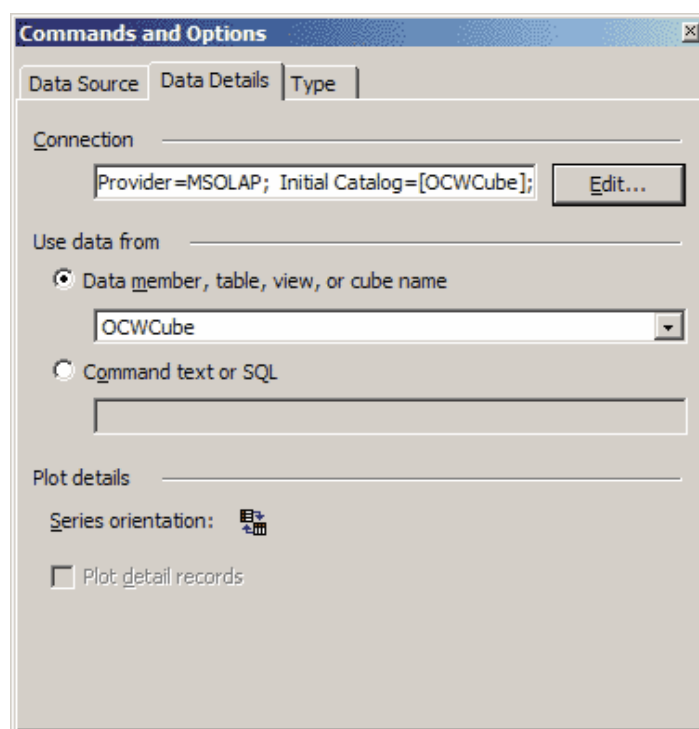 Commands and Options
Data Source Data Details Type
Connection
Provider=MSOLAP; Initial Catalog=[OCWCube]; Edit...
Use data from
Data member, table, view, or cube name
OCWCube
Command text or SQL
Plot details
Series orientation:
Plot detail records